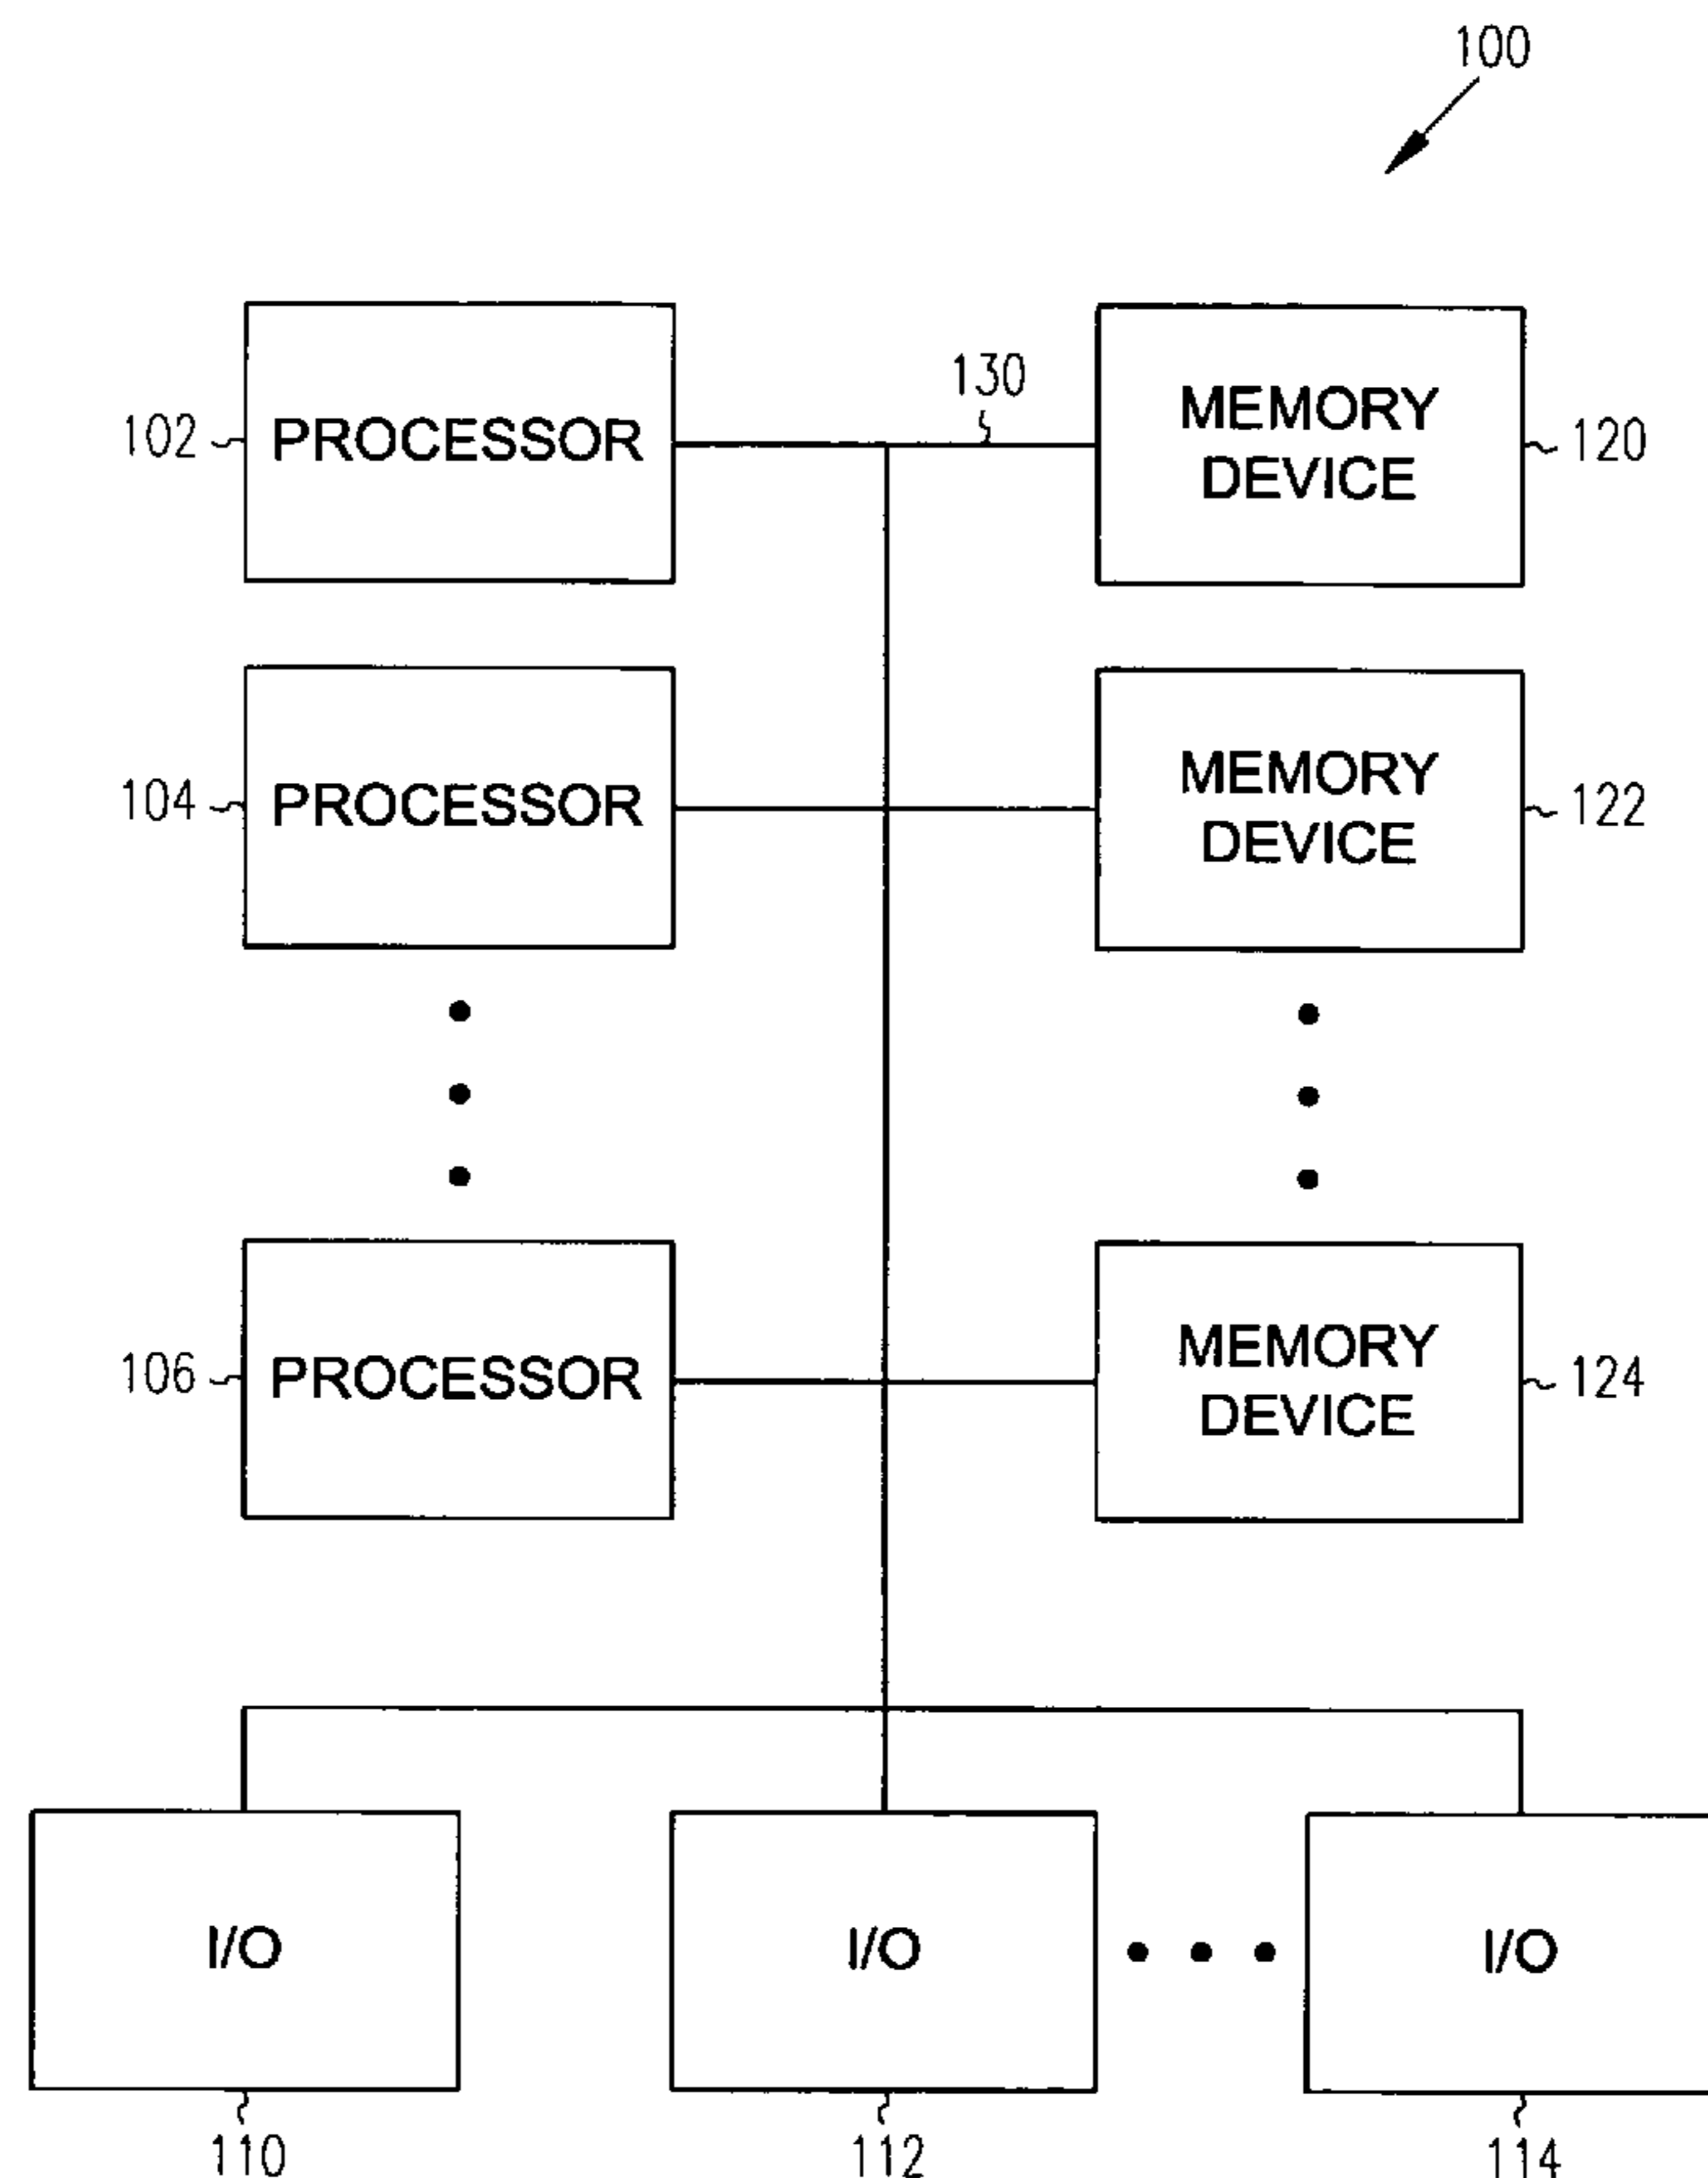 100
130
102 PROCESSOR
MEMORY
DEVICE 120
104 PROCESSOR
MEMORY
DEVICE 122
106 PROCESSOR
MEMORY
DEVICE 124
I/O I/O I/O
110 112 114